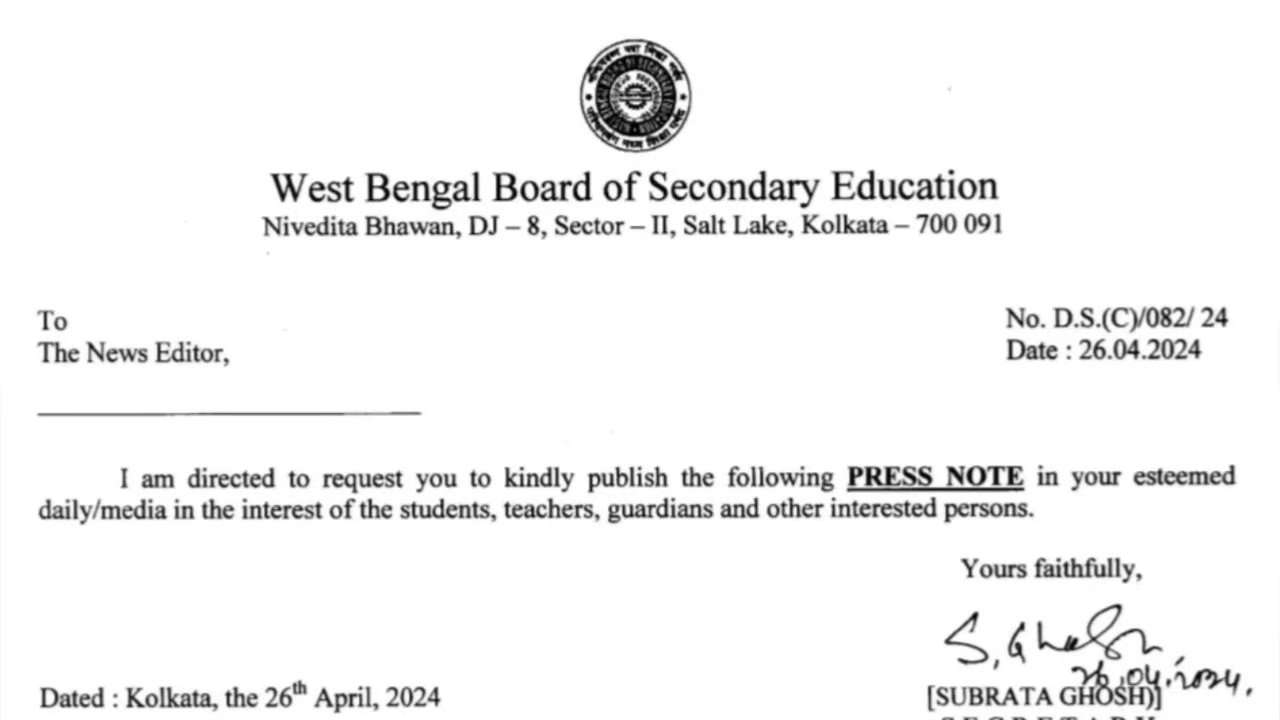 West Bengal Board of Secondary Education
Nivedita Bhawan, DJ – 8, Sector – II, Salt Lake, Kolkata – 700 091
To
The News Editor,
No. D.S.(C)/082/ 24
Date : 26.04.2024
I am directed to request you to kindly publish the following PRESS NOTE in your esteemed
daily/media in the interest of the students, teachers, guardians and other interested persons.
Yours faithfully,
S. Ghosh
26.04.2024.
Dated : Kolkata, the 26th April, 2024
[SUBRATA GHOSH)]